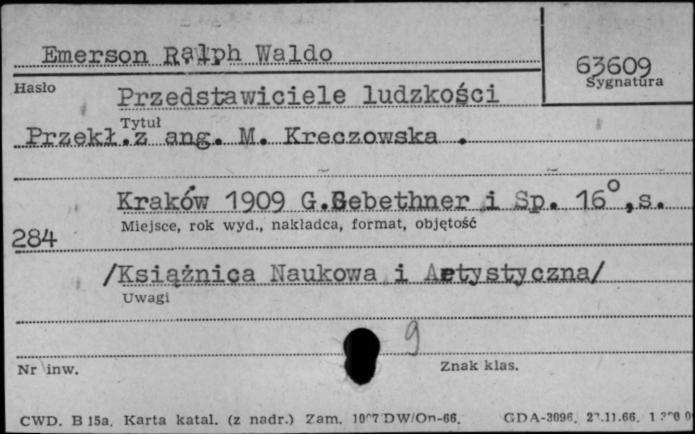 Emerson Ralph Waldo
63609
Sygnatura
Hasło
Przedstawiciele ludzkości
Tytuł
Przekł.z ang. M. Kreczowska .
Kraków 1909 G.Gebethner i Sp. 16°,s.
Miejsce, rok wyd., nakładca, format, objętość
284
/Książnica Naukowa i Artystyczna/
Uwagi
9
Nr inw.
Znak klas.
CWD. B 15a. Karta katal. (z nadr.) Zam. DW/On-66. GDA-3096.